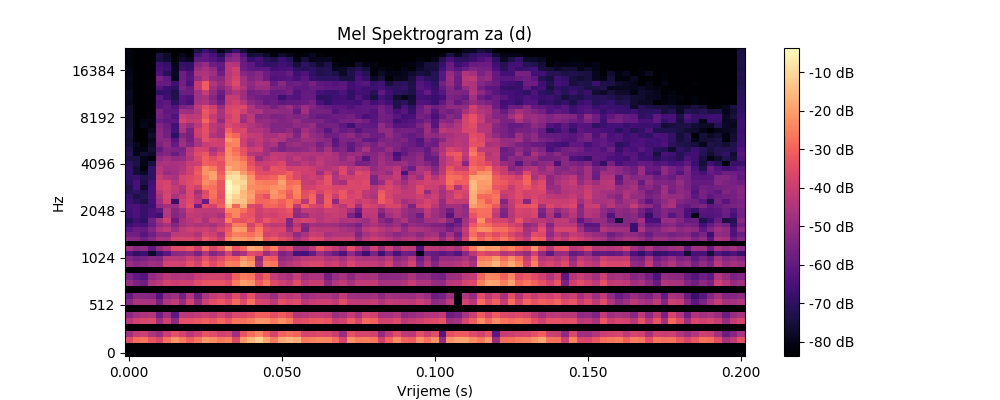 Mel Spektrogram za (d)
Hz
16384
8192
4096
2048
1024
512
0
0.000 0.050 0.100 0.150 0.200
Vrijeme (s)
-10 dB
-20 dB
-30 dB
-40 dB
-50 dB
-60 dB
-70 dB
-80 dB